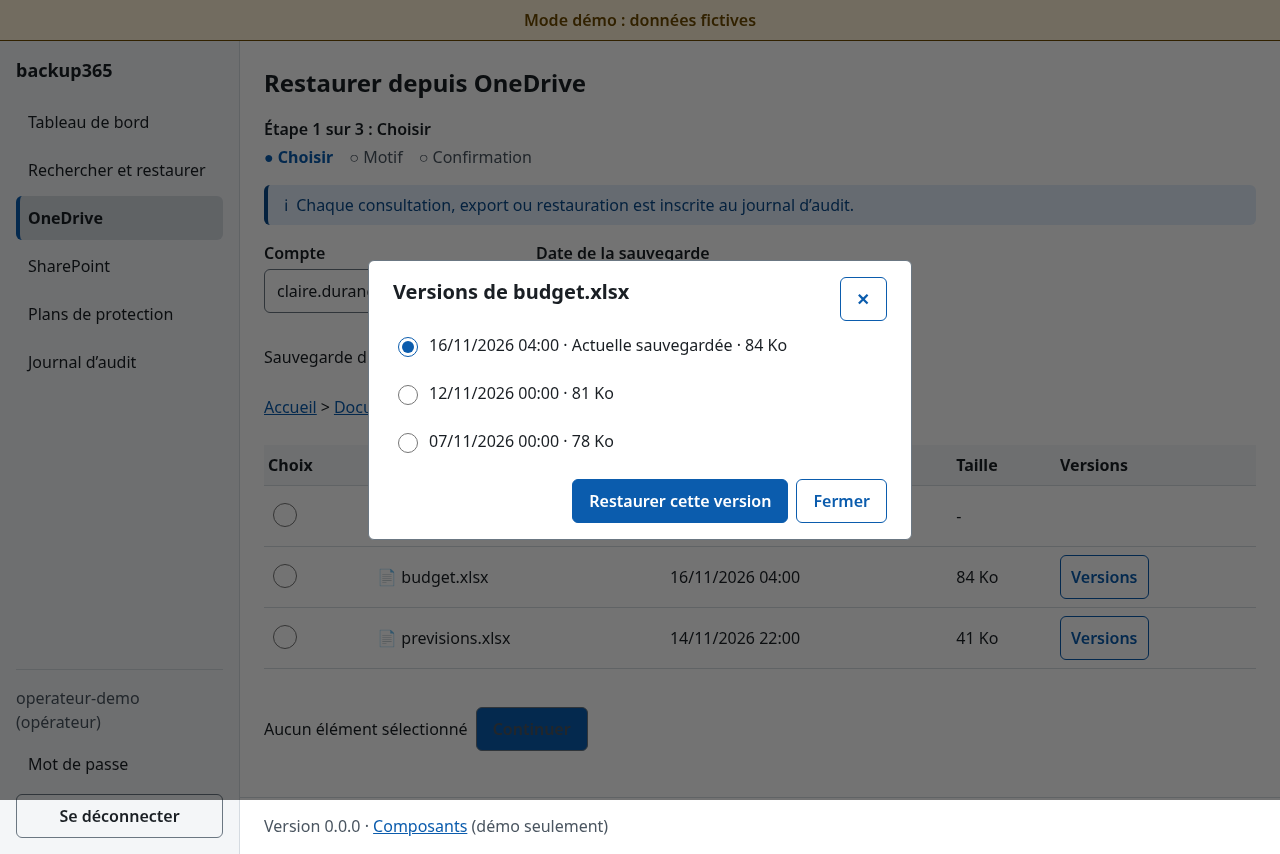 Mode démo : données fictives
backup365
Tableau de bord
Rechercher et restaurer
OneDrive
SharePoint
Plans de protection
Journal d’audit
operateur-demo
(opérateur)
Mot de passe
Se déconnecter
Restaurer depuis OneDrive
Étape 1 sur 3 : Choisir
● Choisir ○ Motif ○ Confirmation
i Chaque consultation, export ou restauration est inscrite au journal d’audit.
Compte Date de la sauvegarde
Sauvegarde
Accueil >
Versions de budget.xlsx ×
16/11/2026 04:00 · Actuelle sauvegardée · 84 Ko
12/11/2026 00:00 · 81 Ko
07/11/2026 00:00 · 78 Ko
Restaurer cette version Fermer
Choix Taille Versions
-
budget.xlsx 16/11/2026 04:00 84 Ko Versions
previsions.xlsx 14/11/2026 22:00 41 Ko Versions
Aucun élément sélectionné Continuer
Version 0.0.0 · Composants (démo seulement)